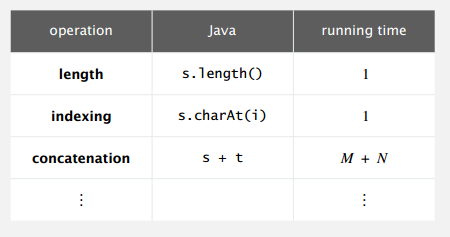 operation Java running time
length s.length() 1
indexing s.charAt(i) 1
concatenation s + t M + N
⋮ ⋮